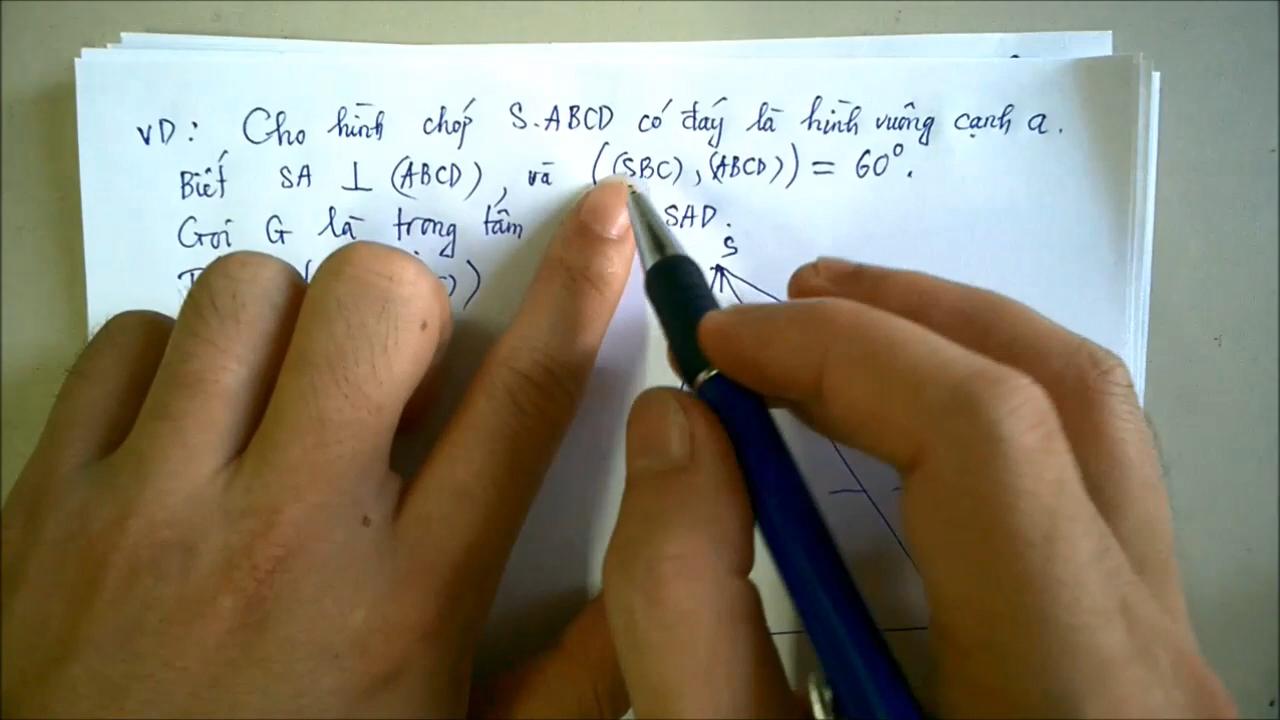 VD: Cho hình chóp S.ABCD có đáy là hình vuông cạnh a.
Biết SA ⊥ (ABCD), và ((SBC), (ABCD)) = 60°.
Gọi G là trọng tâm SAD.
S